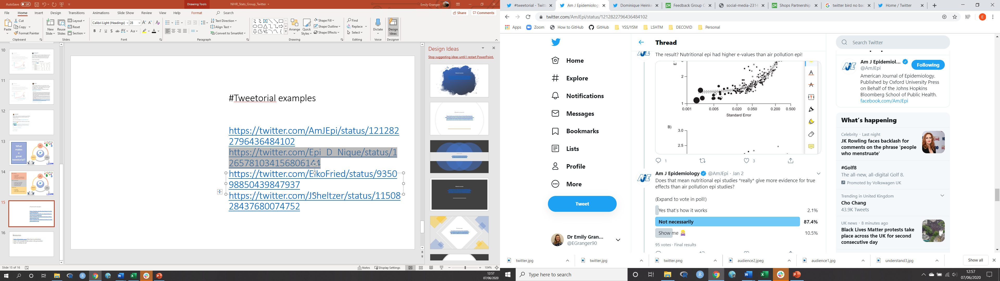 AutoSave Off
NIHR_Stats_Group_Twitter
Drawing Tools
Emily Granger
File Home Insert Design Transitions Animations Slide Show Review View Help Format Search
Share Comments
Paste
Cut
Copy
Format Painter
Clipboard
New Slide
Reuse Slides
Layout
Reset
Section
Slides
Calibri Light (Headings) 28
Font
Text Direction
Align Text
Convert to SmartArt
Paragraph
Arrange
Quick Styles
Shape Fill
Shape Outline
Shape Effects
Drawing
Find
Replace
Select
Editing
Dictate
Voice
Design Ideas
Designer
10
11
12
13
What makes a great tweetorial?
LEARN
14
LEARN
15
16
Resources
#Tweetorial examples
https://twitter.com/AmJEpi/status/121282
2796436484102
https://twitter.com/Epi_D_Nique/status/1
265781034156806144
https://twitter.com/EikoFried/status/9350
98850439847937
https://twitter.com/JSheltzer/status/11508
28437680074752
Design Ideas
Stop suggesting ideas until I restart PowerPoint.
Slide 15 of 16
Notes Display Settings 104%
12:57
07/06/2020
#tweetorial - Twitt
Am J Epidemiolog
Dominique Heinke
Feedback Group C
social-media-2314
Shops Partnership
twitter bird no bac
Home / Twitter
twitter.com/AmJEpi/status/1212822796436484102
NP E
Apps Zoom How to GitHub GitHub YSS/YSM LSHTM DECOVID Personal
Home
Explore
Notifications
Messages
Bookmarks
Lists
Profile
More
Tweet
Dr Emily Gran...
@EGranger90
Thread
The result? Nutritional epi had higher e-values than air pollution epi!
2
1
0.001 0.005 0.020 0.050 0.200 0.500
Standard Error
B)
3.0
2.5
1 3
Am J Epidemiology @AmJEpi · Jan 2
Does that mean nutritional epi studies *really* give more evidence for true
effects than air pollution epi studies?
(Expand to vote in poll!)
Yes that's how it works 2.1%
Not necessarily 87.4%
Show me 10.5%
95 votes · Final results
Search Twitter
Am J Epidemiol...
@AmJEpi
Following
American Journal of Epidemiology.
Published by Oxford University Press
on Behalf of the Johns Hopkins
Bloomberg School of Public Health.
facebook.com/AmJEpi
What's happening
Celebrity · Last night
JK Rowling faces backlash for
comments on the phrase 'people
who menstruate'
#Golf8
The all-new, all-digital Golf 8.
Promoted by Volkswagen UK
Trending in United Kingdom
Cho Chang
43.9K Tweets
UK news · 8 minutes ago
Black Lives Matter protests take
place across the UK for second
consecutive day
twitter.jpg twitter.jpg twitter.png audience2.jpeg audience1.jpg understand3.jpg Show all
Type here to search
12:57
07/06/2020